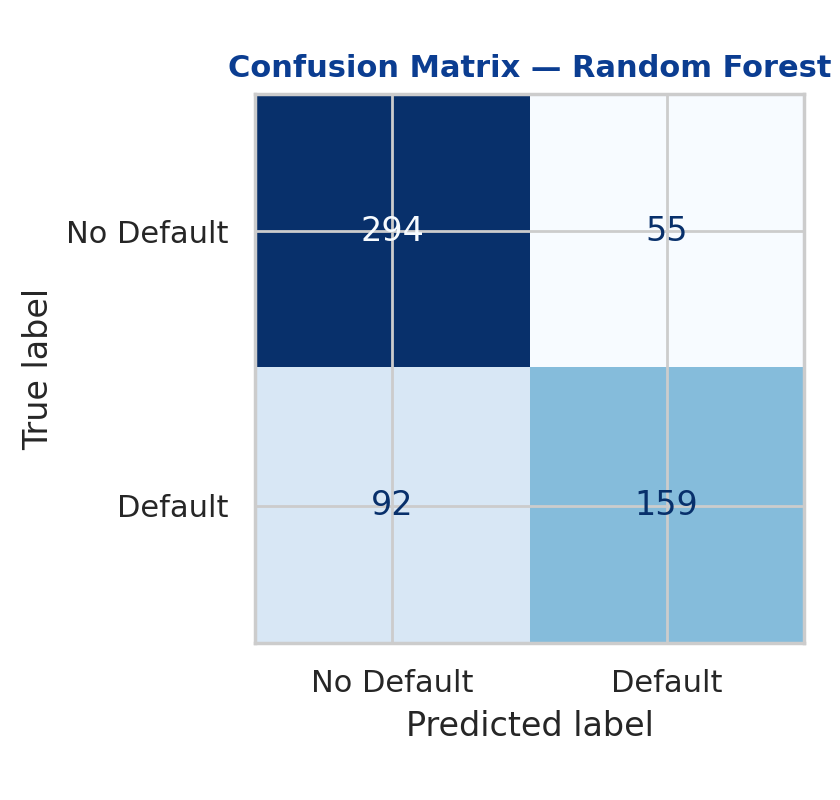 Confusion Matrix — Random Forest
No Default
294
55
True label
Default
92
159
No Default
Default
Predicted label